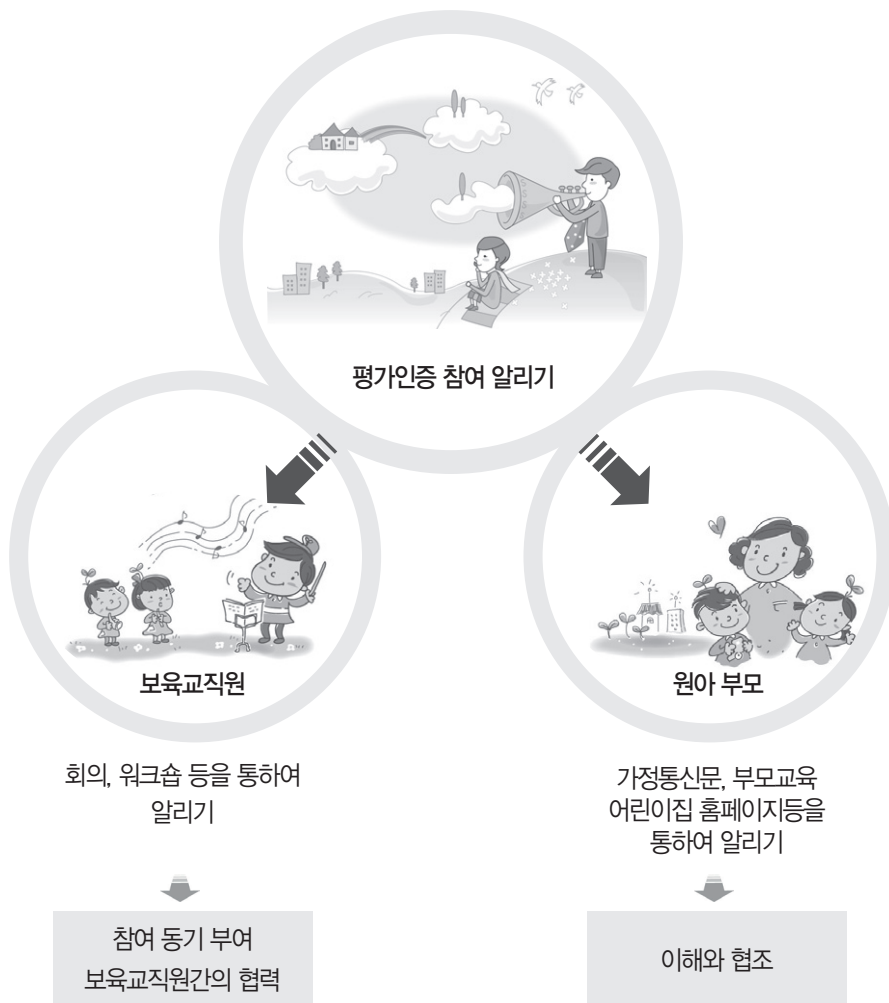 평가인증 참여 알리기
보육교직원
원아 부모
회의, 워크숍 등을 통하여
알리기
가정통신문, 부모교육
어린이집 홈페이지등을
통하여 알리기
참여 동기 부여
보육교직원간의 협력
이해와 협조